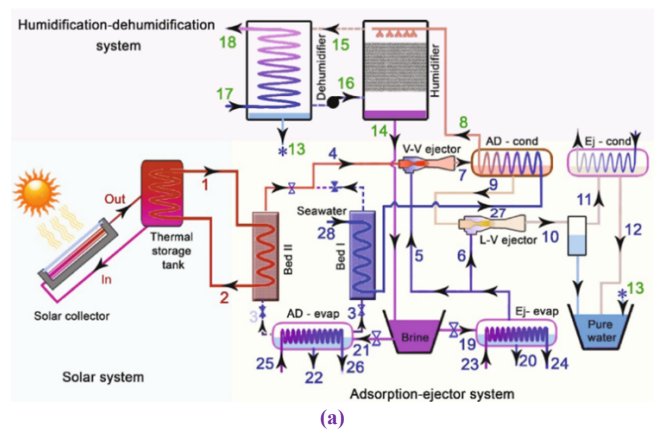 Humidification-dehumidification
system
18
15
17
16
Dehumidifier
Humidifier
*13
14
8
V-V ejector
AD - cond
Ej - cond
4
7
9
1
Out
Thermal
storage
tank
Seawater
28
27
L-V ejector
10
11
12
In
2
Bed II
Bed I
5
6
13
*
Solar collector
3
3
AD - evap
Brine
Ej- evap
Pure
water
21
19
25
22
26
23
20
24
Solar system
Adsorption-ejector system
(a)